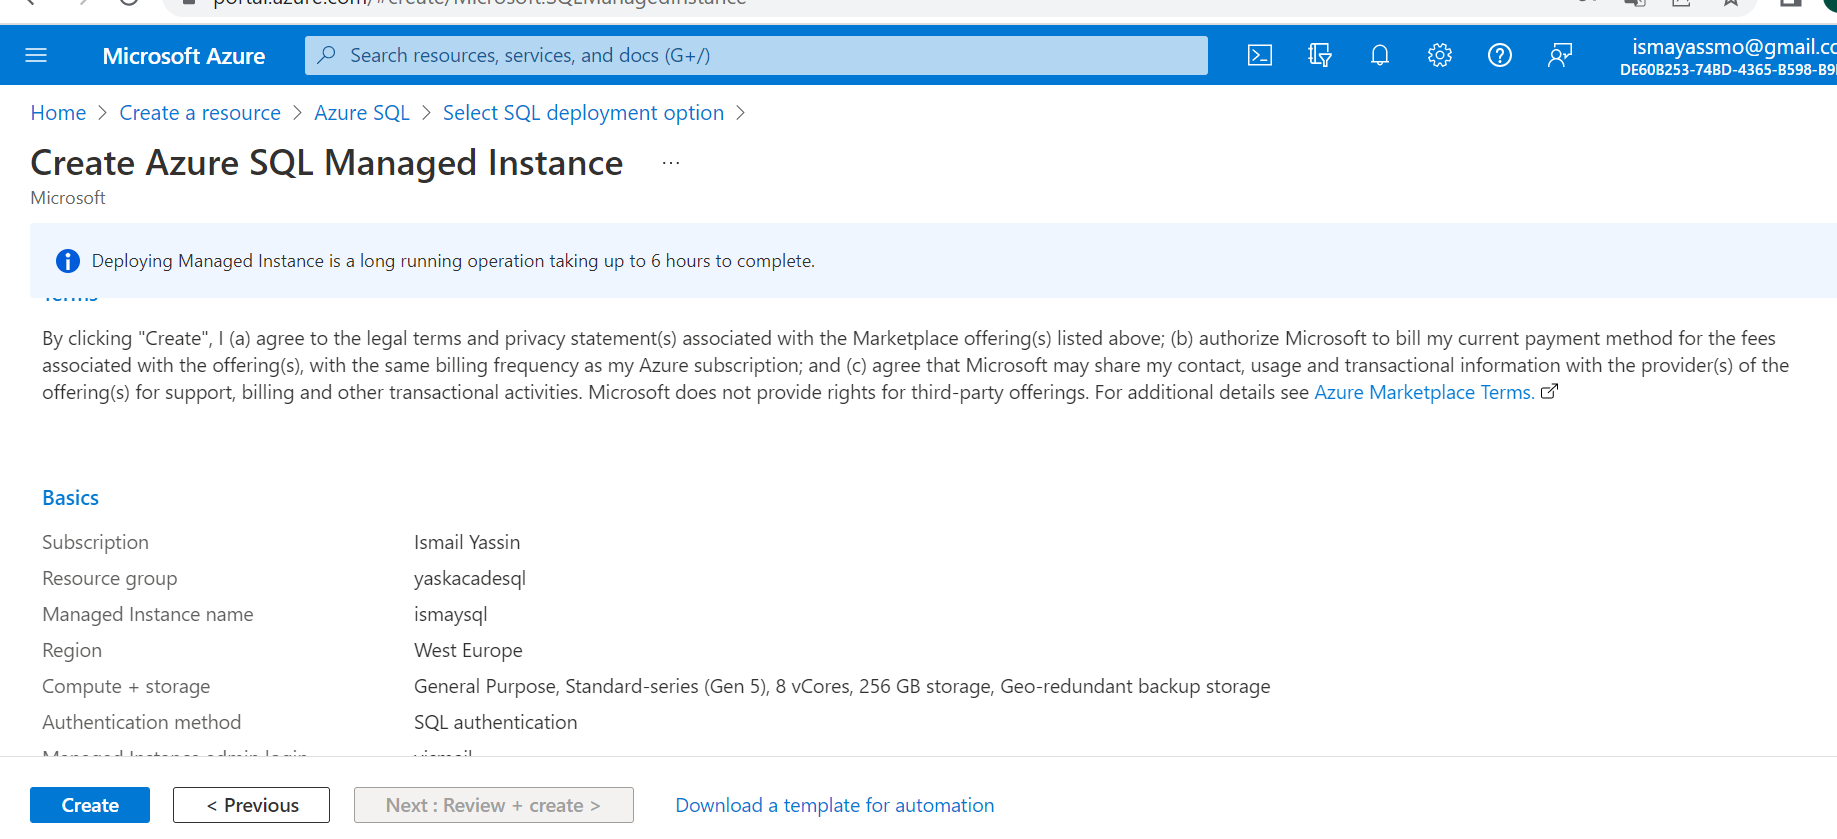 portal.azure.com/#create/Microsoft.SQLManagedInstance
Microsoft Azure
Search resources, services, and docs (G+/)
ismayassmo@gmail.co
DE60B253-74BD-4365-B598-B9
Home > Create a resource > Azure SQL > Select SQL deployment option >
Create Azure SQL Managed Instance ...
Microsoft
Deploying Managed Instance is a long running operation taking up to 6 hours to complete.
Terms
By clicking "Create", I (a) agree to the legal terms and privacy statement(s) associated with the Marketplace offering(s) listed above; (b) authorize Microsoft to bill my current payment method for the fees
associated with the offering(s), with the same billing frequency as my Azure subscription; and (c) agree that Microsoft may share my contact, usage and transactional information with the provider(s) of the
offering(s) for support, billing and other transactional activities. Microsoft does not provide rights for third-party offerings. For additional details see Azure Marketplace Terms.
Basics
Subscription Ismail Yassin
Resource group yaskacadesql
Managed Instance name ismaysql
Region West Europe
Compute + storage General Purpose, Standard-series (Gen 5), 8 vCores, 256 GB storage, Geo-redundant backup storage
Authentication method SQL authentication
Managed Instance admin login
Create
< Previous
Next : Review + create >
Download a template for automation